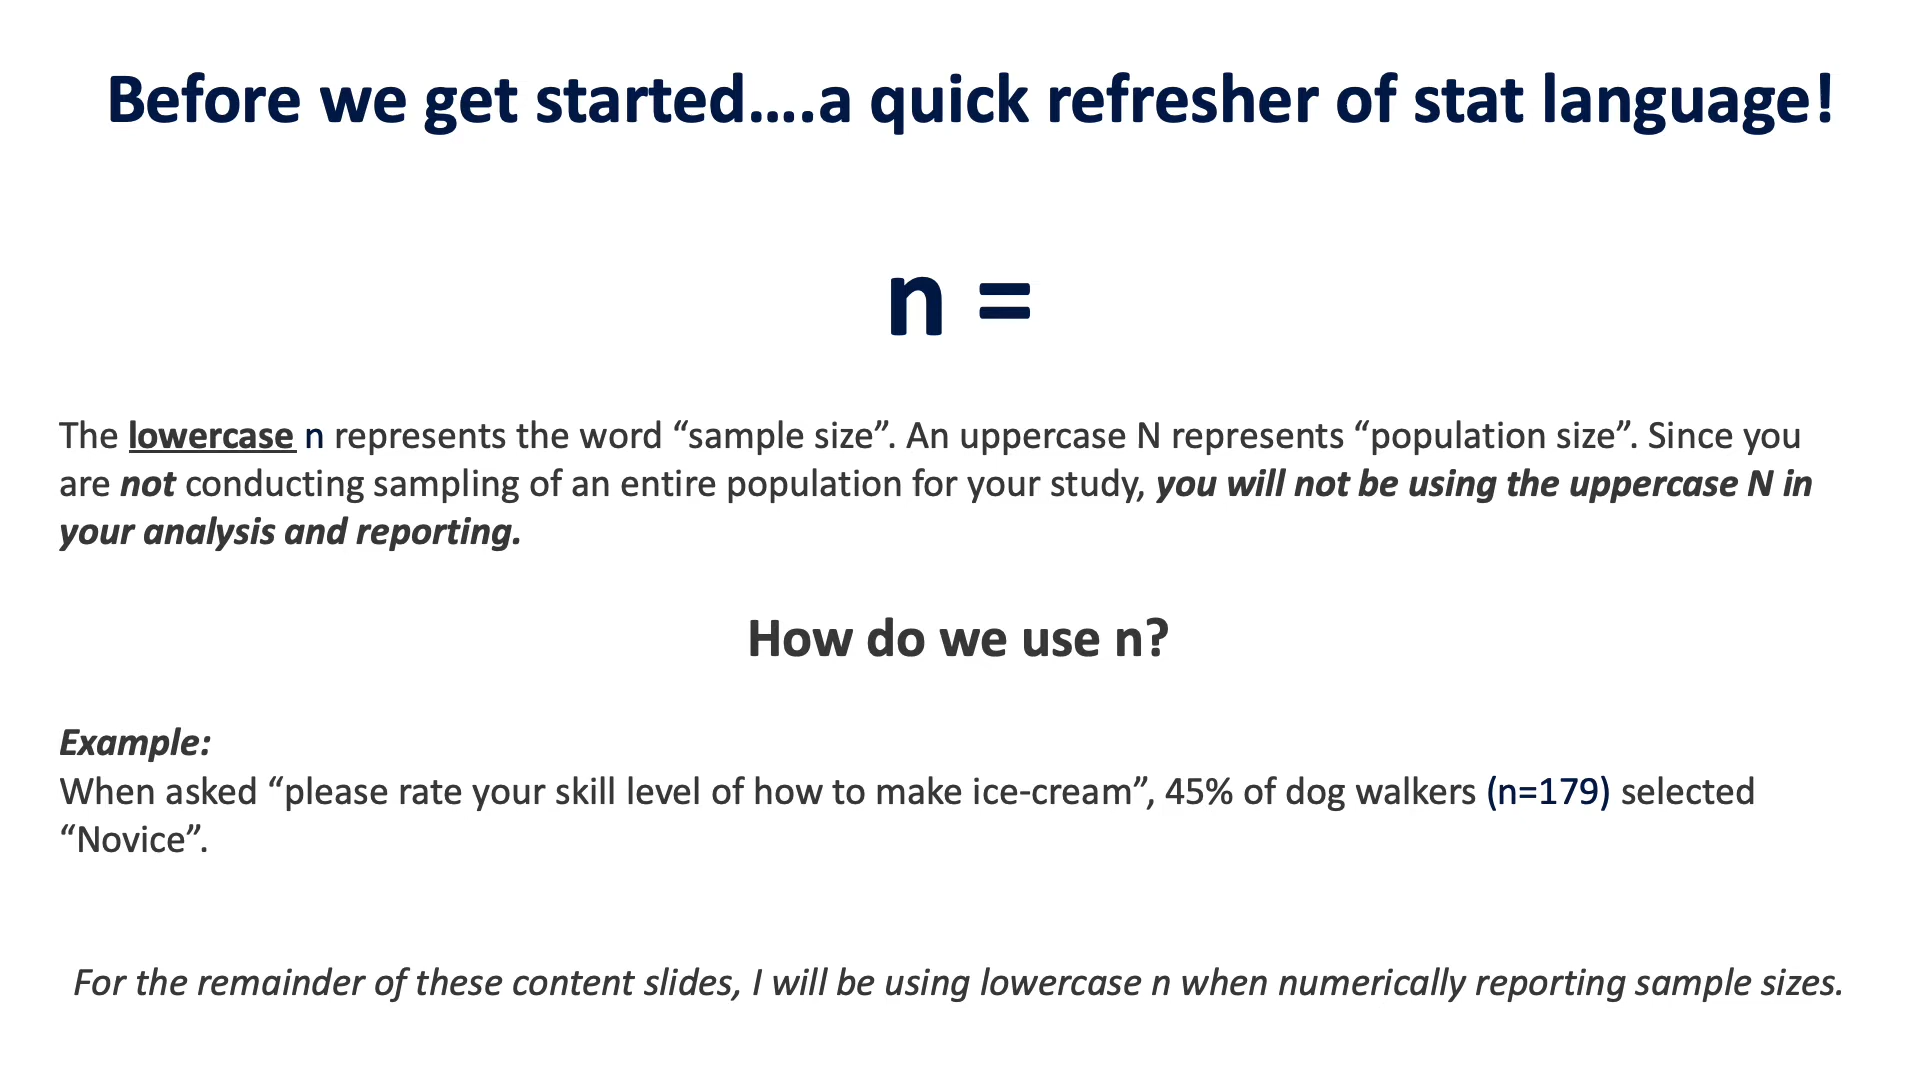 Before we get started....a quick refresher of stat language!
n =
The lowercase n represents the word “sample size”. An uppercase N represents “population size”. Since you
are not conducting sampling of an entire population for your study, you will not be using the uppercase N in
your analysis and reporting.
How do we use n?
Example:
When asked “please rate your skill level of how to make ice-cream”, 45% of dog walkers (n=179) selected
“Novice”.
For the remainder of these content slides, I will be using lowercase n when numerically reporting sample sizes.